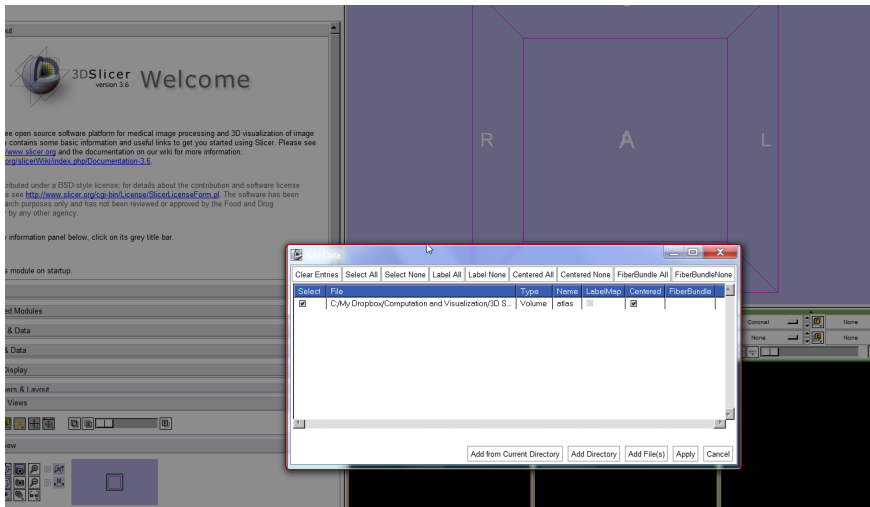 out
3DSlicer Welcome
version 3.6
ee open source software platform for medical image processing and 3D visualization of image
contains some basic information and useful links to get you started using Slicer. Please see
/www.slicer.org and the documentation on our wiki for more information:
org/slicerWiki/index.php/Documentation-3.6.
ributed under a BSD-style license; for details about the contribution and software license
e see http://www.slicer.org/cgi-bin/License/SlicerLicenseForm.pl. The software has been
arch purposes only and has not been reviewed or approved by the Food and Drug
by any other agency.
information panel below, click on its grey title bar.
s module on startup.
ed Modules
& Data
& Data
Display
yers & Layout
Views
iew
R A L
Add Data
Clear Entries Select All Select None Label All Label None Centered All Centered None FiberBundle All FiberBundleNone
Select File Type Name LabelMap Centered FiberBundle
C:/My Dropbox/Computation and Visualization/3D S... Volume atlas
Add from Current Directory Add Directory Add File(s) Apply Cancel
Coronal None
None None